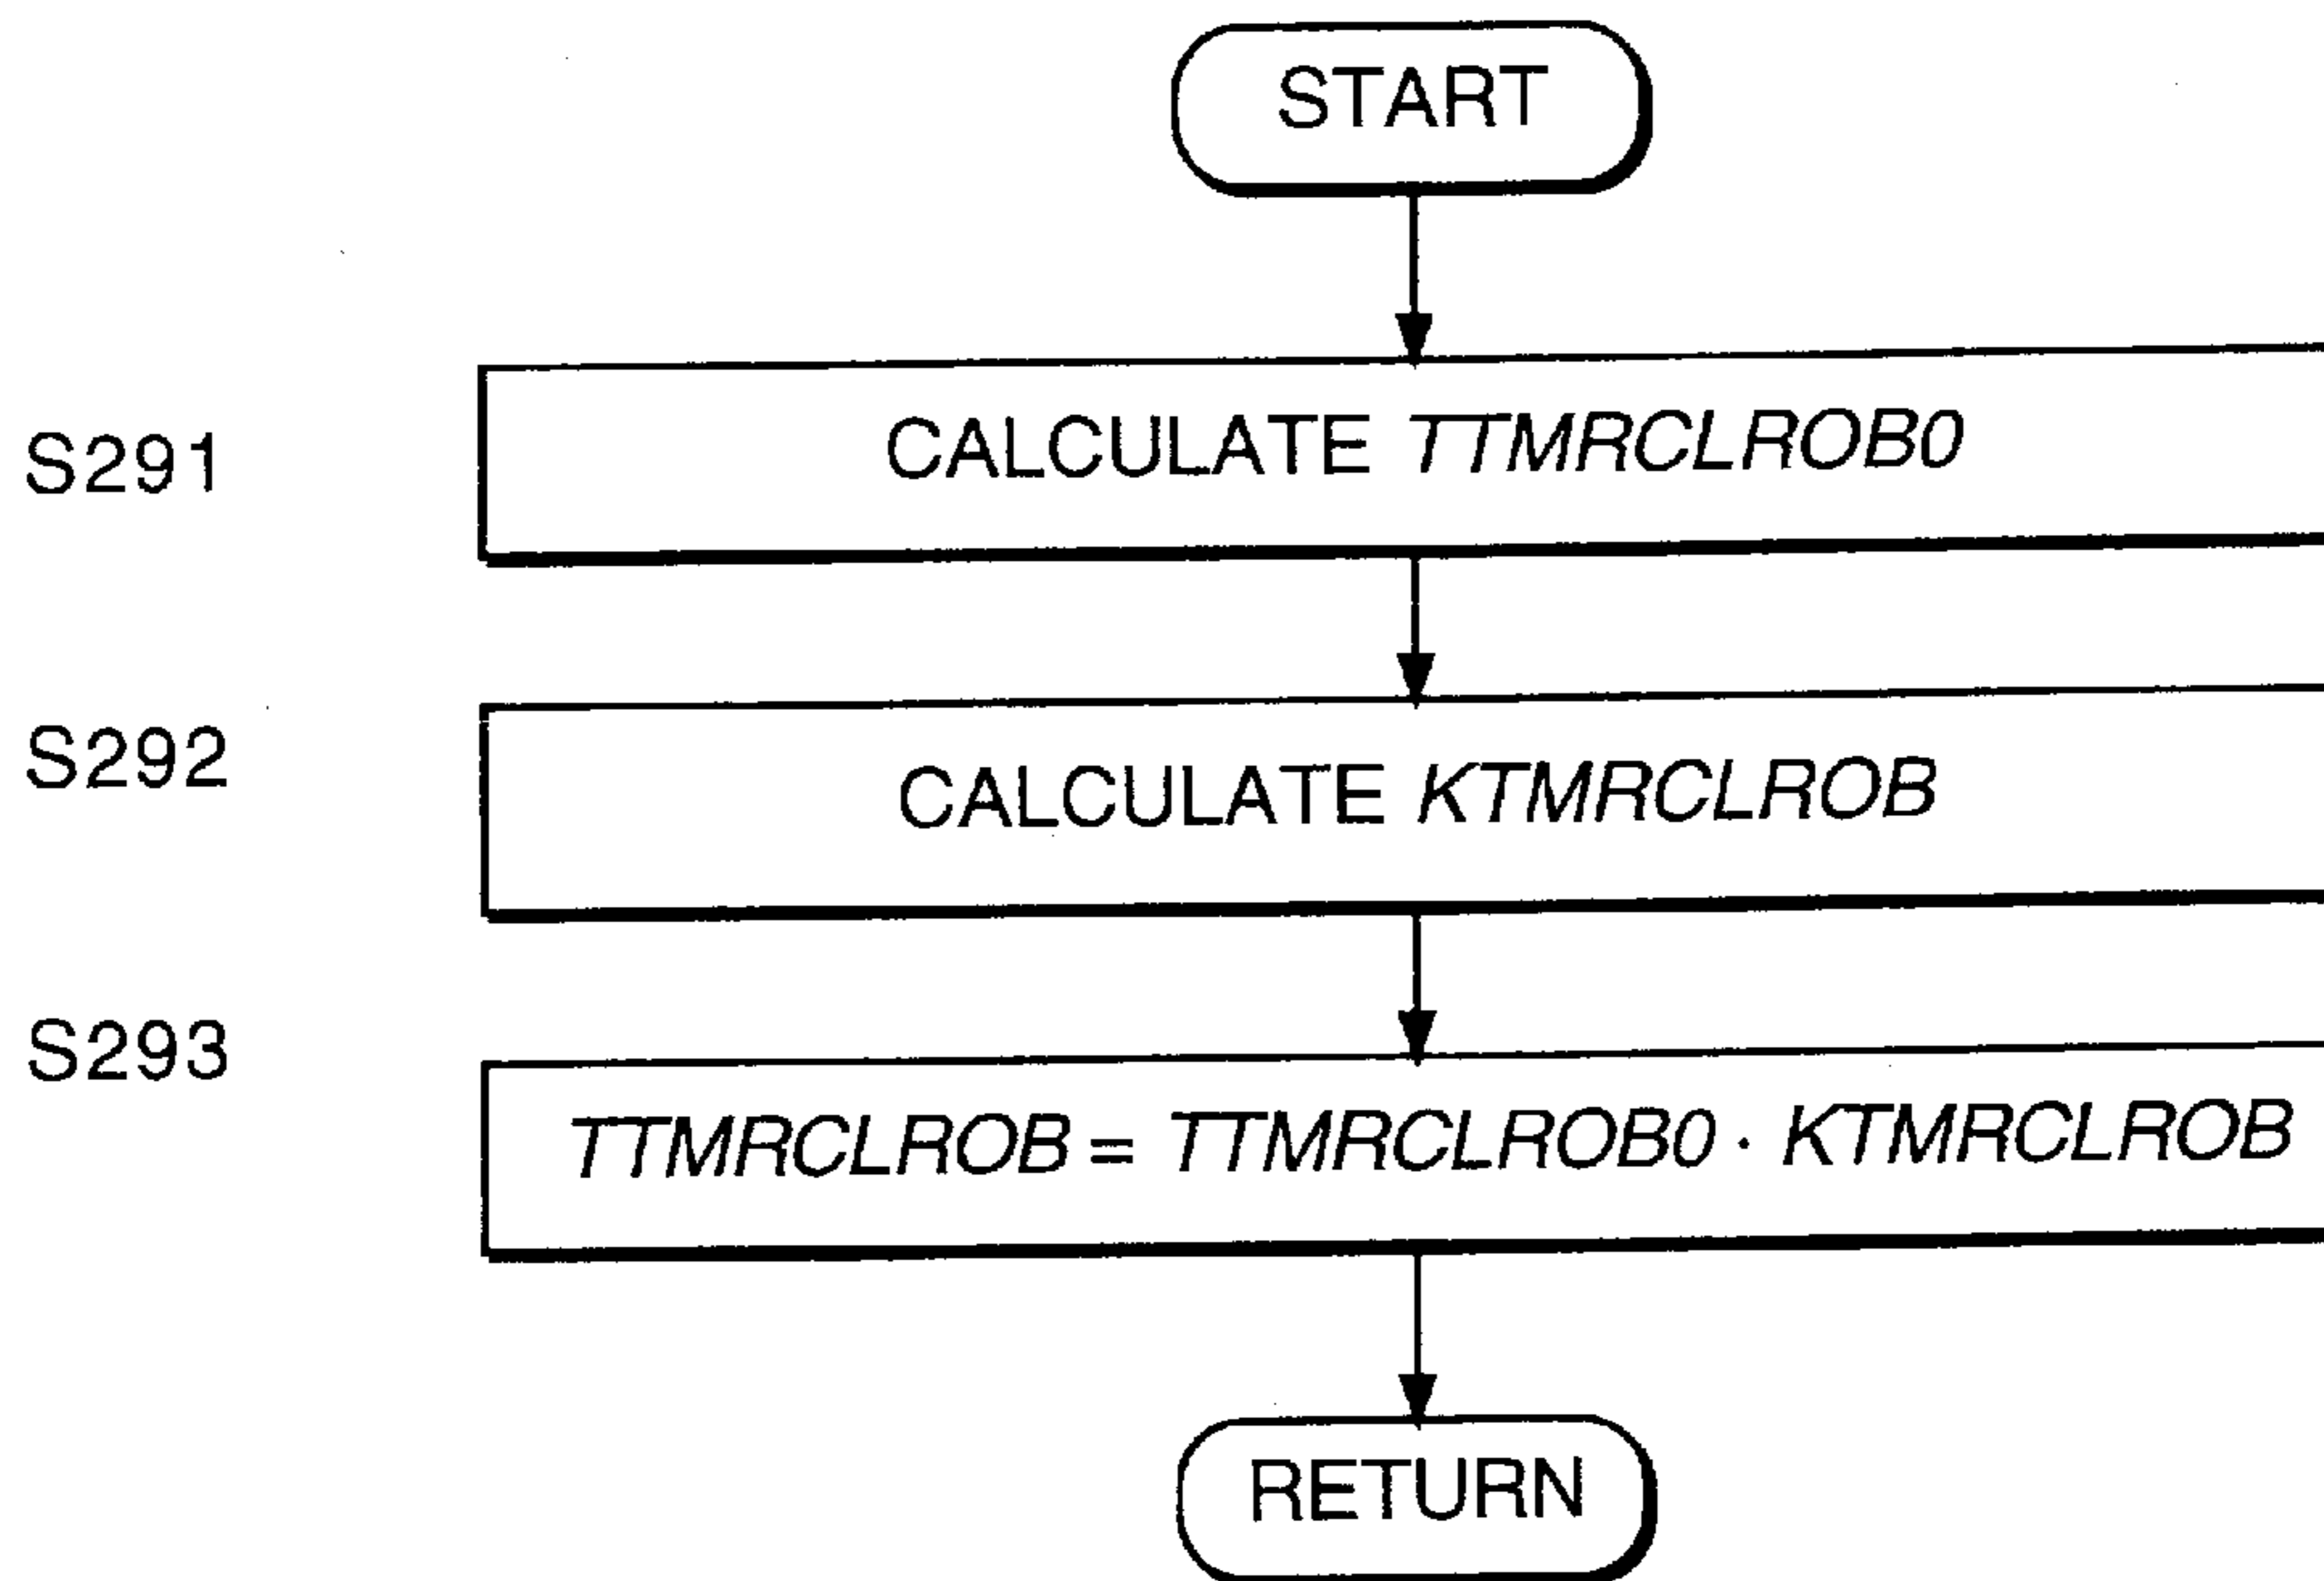 START
S291
CALCULATE TTMRCLROB0
S292
CALCULATE KTMRCLROB
S293
TTMRCLROB = TTMRCLROB0 · KTMRCLROB
RETURN